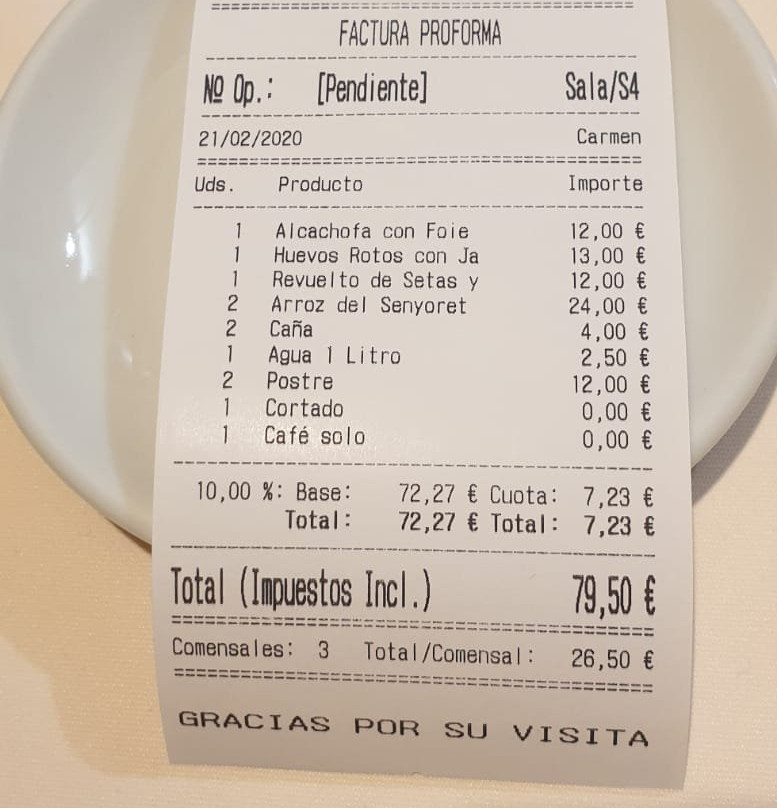 FACTURA PROFORMA
Nº Op.: [Pendiente] Sala/S4
21/02/2020 Carmen
Uds. Producto Importe
1 Alcachofa con Foie 12,00 €
1 Huevos Rotos con Ja 13,00 €
1 Revuelto de Setas y 12,00 €
2 Arroz del Senyoret 24,00 €
2 Caña 4,00 €
1 Agua 1 Litro 2,50 €
2 Postre 12,00 €
1 Cortado 0,00 €
1 Café solo 0,00 €
10,00 %: Base: 72,27 € Cuota: 7,23 €
Total: 72,27 € Total: 7,23 €
Total (Impuestos Incl.) 79,50 €
Comensales: 3 Total/Comensal: 26,50 €
GRACIAS POR SU VISITA